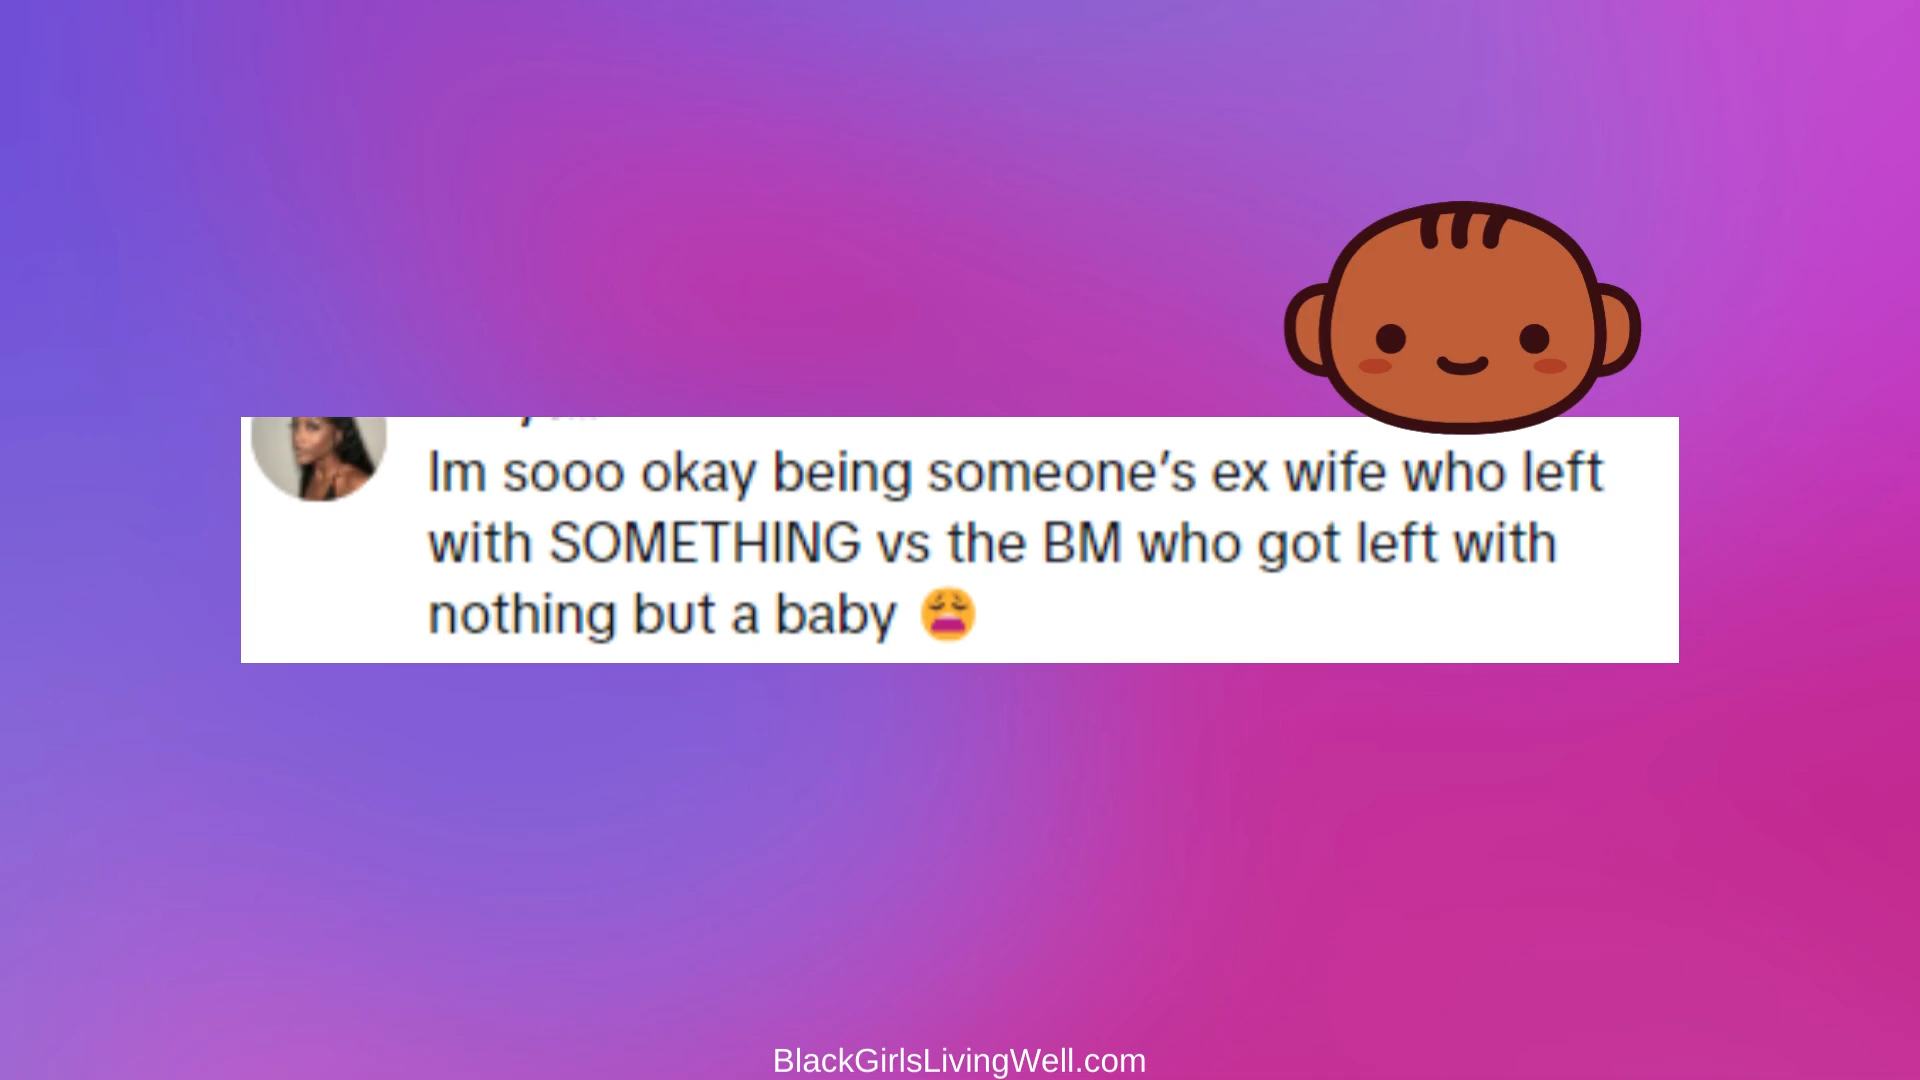 Im sooo okay being someone’s ex wife who left
with SOMETHING vs the BM who got left with
nothing but a baby 😩
BlackGirlsLivingWell.com